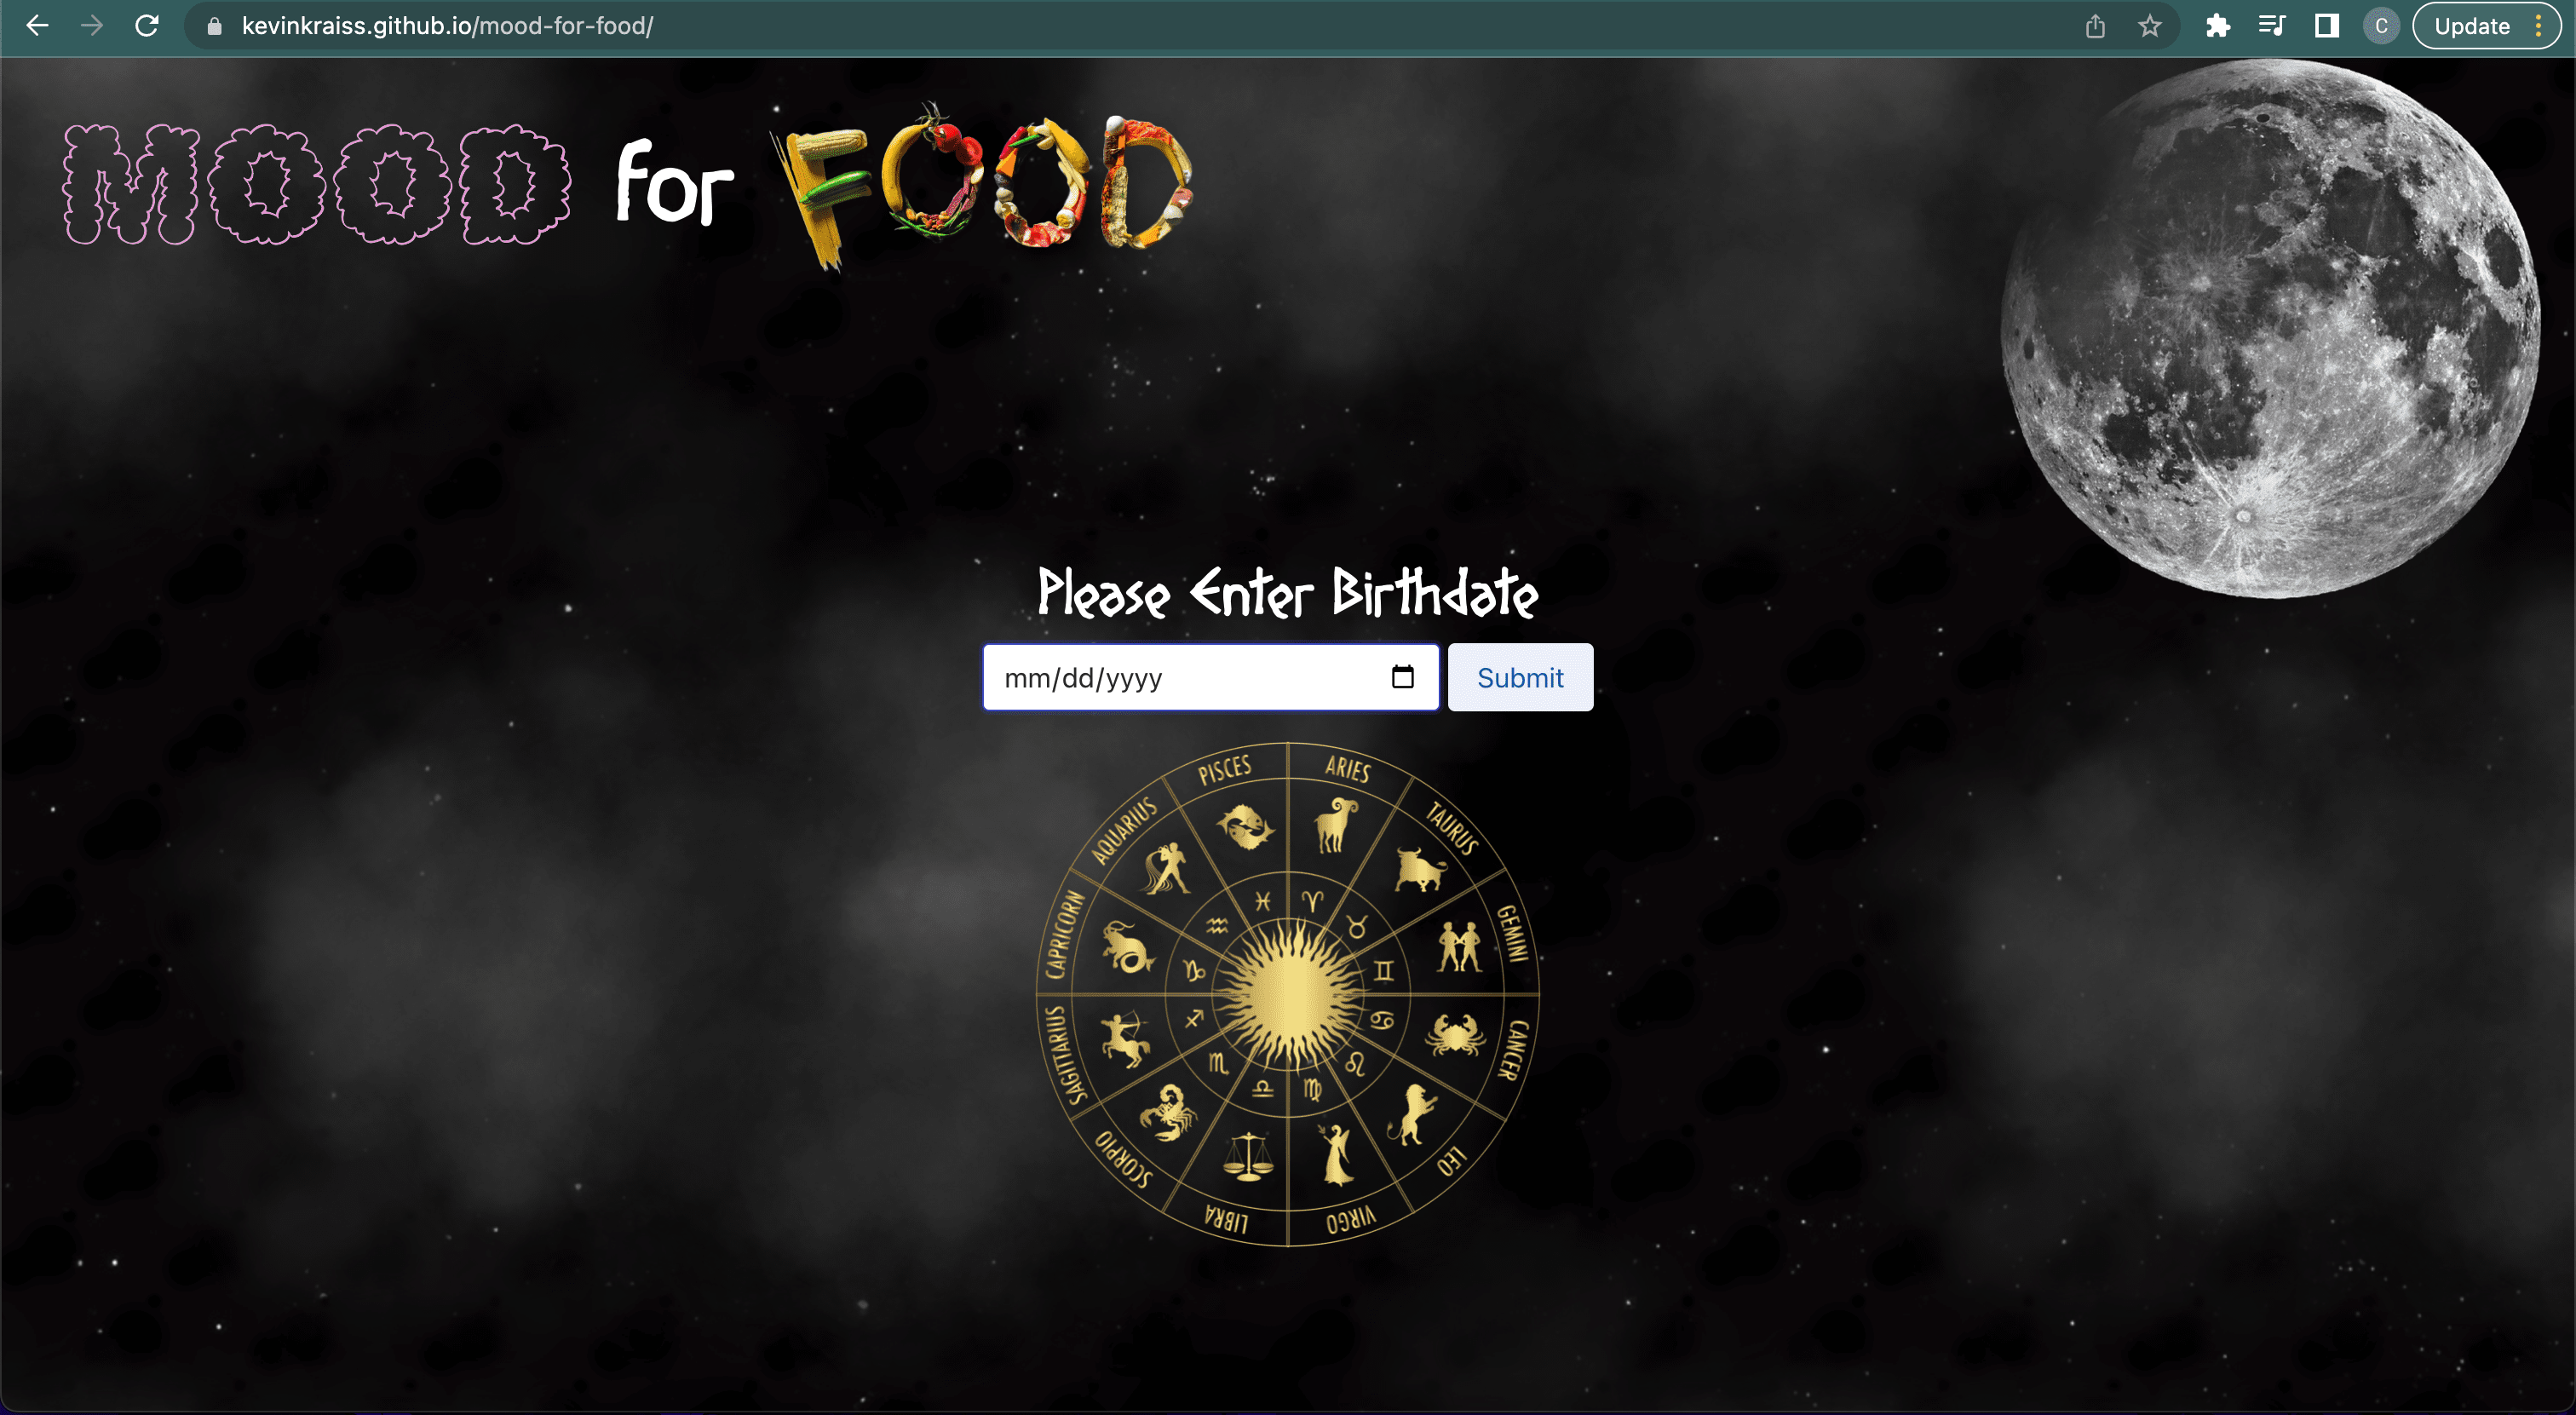 kevinkraiss.github.io/mood-for-food/
C
Update
MOOD for FOOD
Please Enter Birthdate
mm/dd/yyyy
Submit
PISCES
ARIES
AQUARIUS
TAURUS
CAPRICORN
GEMINI
SAGITTARIUS
CANCER
SCORPIO
LEO
LIBRA
VIRGO